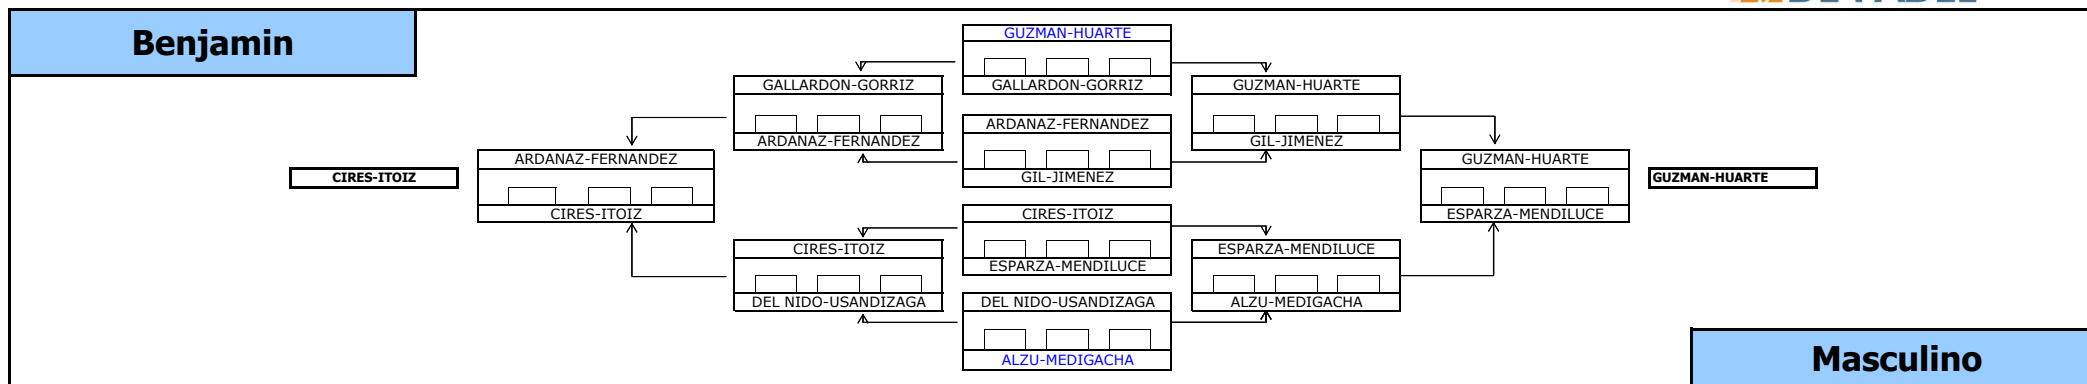 Benjamin
GUZMAN-HUARTE
GALLARDON-GORRIZ
GALLARDON-GORRIZ
GUZMAN-HUARTE
ARDANAZ-FERNANDEZ
ARDANAZ-FERNANDEZ
GIL-JIMENEZ
ARDANAZ-FERNANDEZ
GUZMAN-HUARTE
CIRES-ITOIZ
GIL-JIMENEZ
GUZMAN-HUARTE
CIRES-ITOIZ
CIRES-ITOIZ
ESPARZA-MENDILUCE
CIRES-ITOIZ
ESPARZA-MENDILUCE
ESPARZA-MENDILUCE
DEL NIDO-USANDIZAGA
DEL NIDO-USANDIZAGA
ALZU-MEDIGACHA
ALZU-MEDIGACHA
Masculino